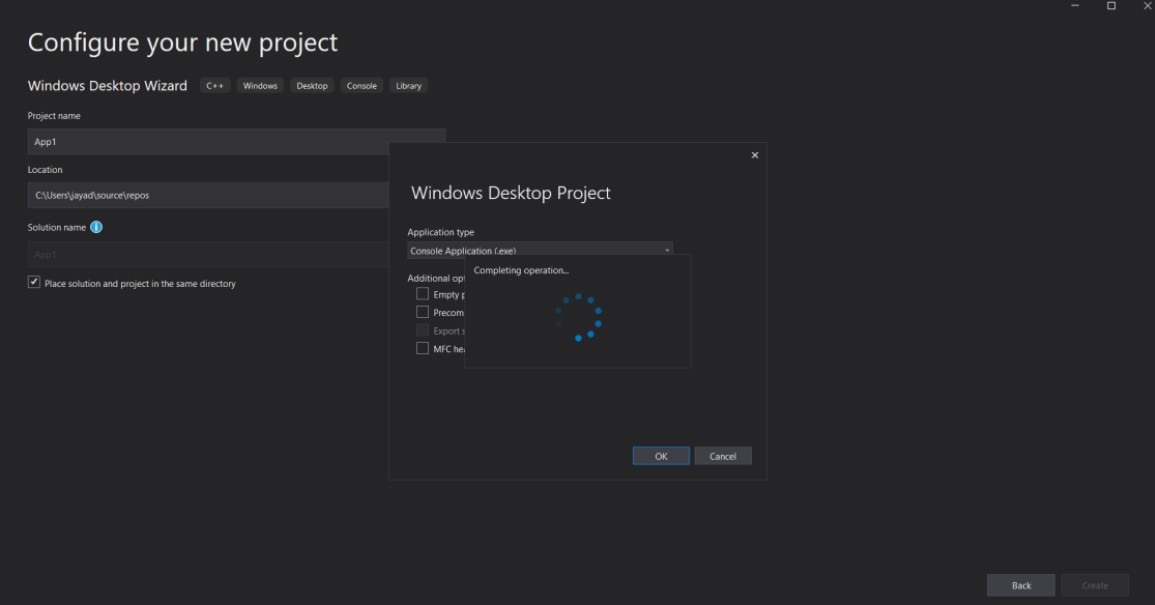 Configure your new project
Windows Desktop Wizard C++ Windows Desktop Console Library
Project name
App1
Location
C:\Users\jayad\source\repos
Solution name
App1
Place solution and project in the same directory
Windows Desktop Project
Application type
Console Application (.exe)
Completing operation...
Additional opt
Empty p
Precom
Export s
MFC hea
OK Cancel
Back Create